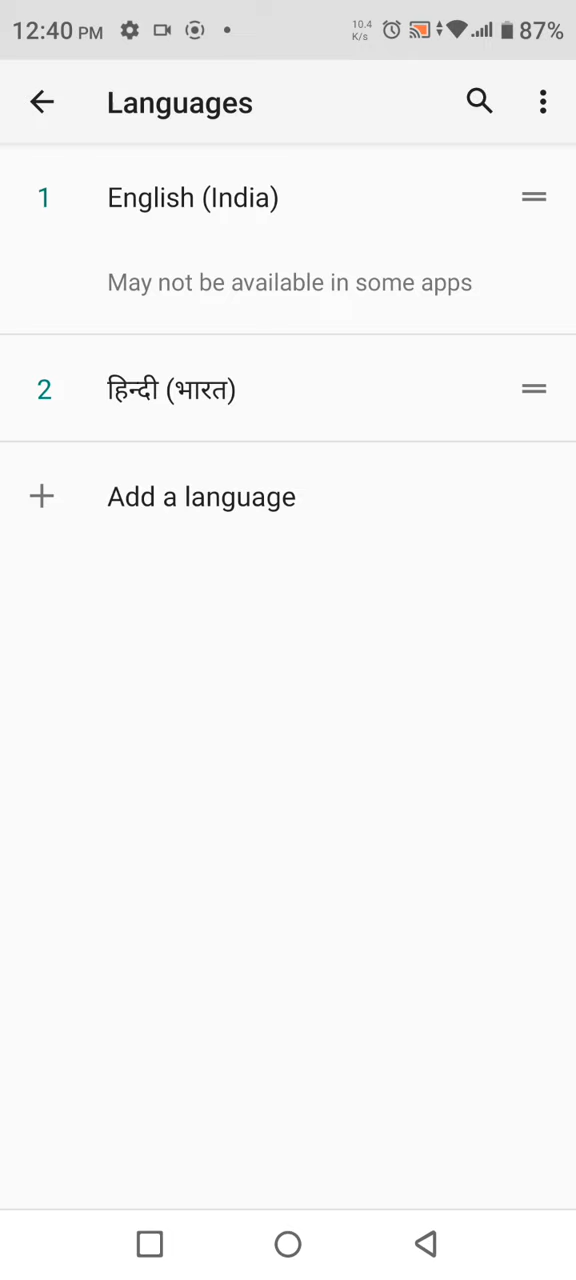 12:40 PM 10.4 K/s 87%
Languages
1 English (India)
May not be available in some apps
2 हिन्दी (भारत)
Add a language